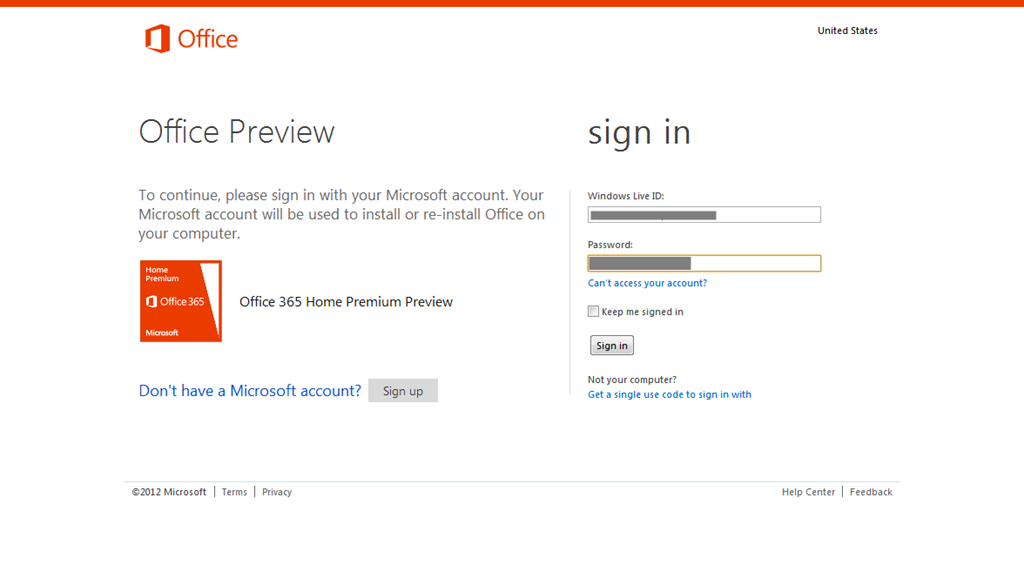 Office
United States
Office Preview
To continue, please sign in with your Microsoft account. Your
Microsoft account will be used to install or re-install Office on
your computer.
Home
Premium
Office 365
Microsoft
Office 365 Home Premium Preview
Don't have a Microsoft account?
Sign up
sign in
Windows Live ID:
Password:
Can't access your account?
Keep me signed in
Sign in
Not your computer?
Get a single use code to sign in with
©2012 Microsoft
Terms
Privacy
Help Center
Feedback